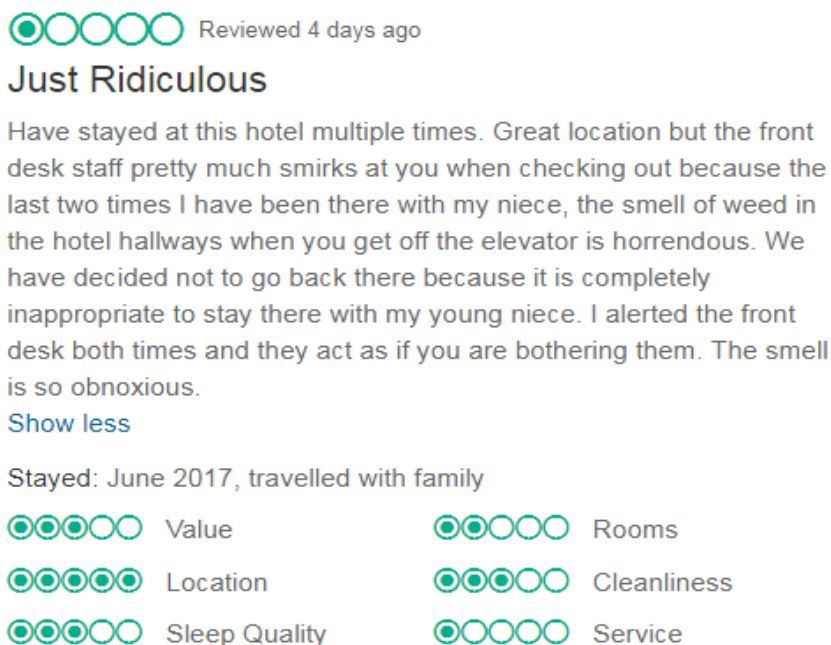 Reviewed 4 days ago
Just Ridiculous
Have stayed at this hotel multiple times. Great location but the front
desk staff pretty much smirks at you when checking out because the
last two times I have been there with my niece, the smell of weed in
the hotel hallways when you get off the elevator is horrendous. We
have decided not to go back there because it is completely
inappropriate to stay there with my young niece. I alerted the front
desk both times and they act as if you are bothering them. The smell
is so obnoxious.
Show less
Stayed: June 2017, travelled with family
Value Rooms
Location Cleanliness
Sleep Quality Service